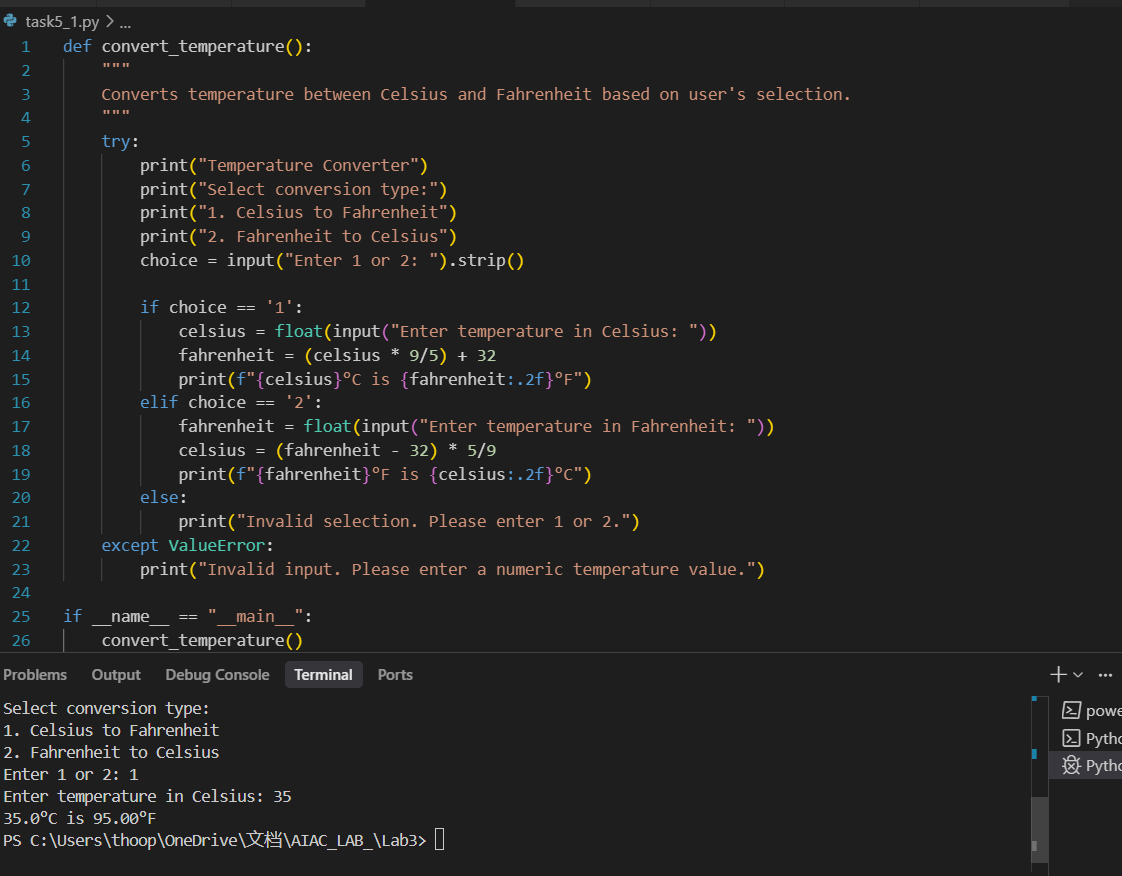 task5_1.py > ...
1 def convert_temperature():
2     """
3     Converts temperature between Celsius and Fahrenheit based on user's selection.
4     """
5     try:
6         print("Temperature Converter")
7         print("Select conversion type:")
8         print("1. Celsius to Fahrenheit")
9         print("2. Fahrenheit to Celsius")
10         choice = input("Enter 1 or 2: ").strip()
11
12         if choice == '1':
13             celsius = float(input("Enter temperature in Celsius: "))
14             fahrenheit = (celsius * 9/5) + 32
15             print(f"{celsius}°C is {fahrenheit:.2f}°F")
16         elif choice == '2':
17             fahrenheit = float(input("Enter temperature in Fahrenheit: "))
18             celsius = (fahrenheit - 32) * 5/9
19             print(f"{fahrenheit}°F is {celsius:.2f}°C")
20         else:
21             print("Invalid selection. Please enter 1 or 2.")
22     except ValueError:
23         print("Invalid input. Please enter a numeric temperature value.")
24
25 if __name__ == "__main__":
26     convert_temperature()
Problems Output Debug Console Terminal Ports
Select conversion type:
1. Celsius to Fahrenheit
2. Fahrenheit to Celsius
Enter 1 or 2: 1
Enter temperature in Celsius: 35
35.0°C is 95.00°F
PS C:\Users\thoop\OneDrive\文档\AIAC_LAB_\Lab3>
powe
Pytho
Pytho